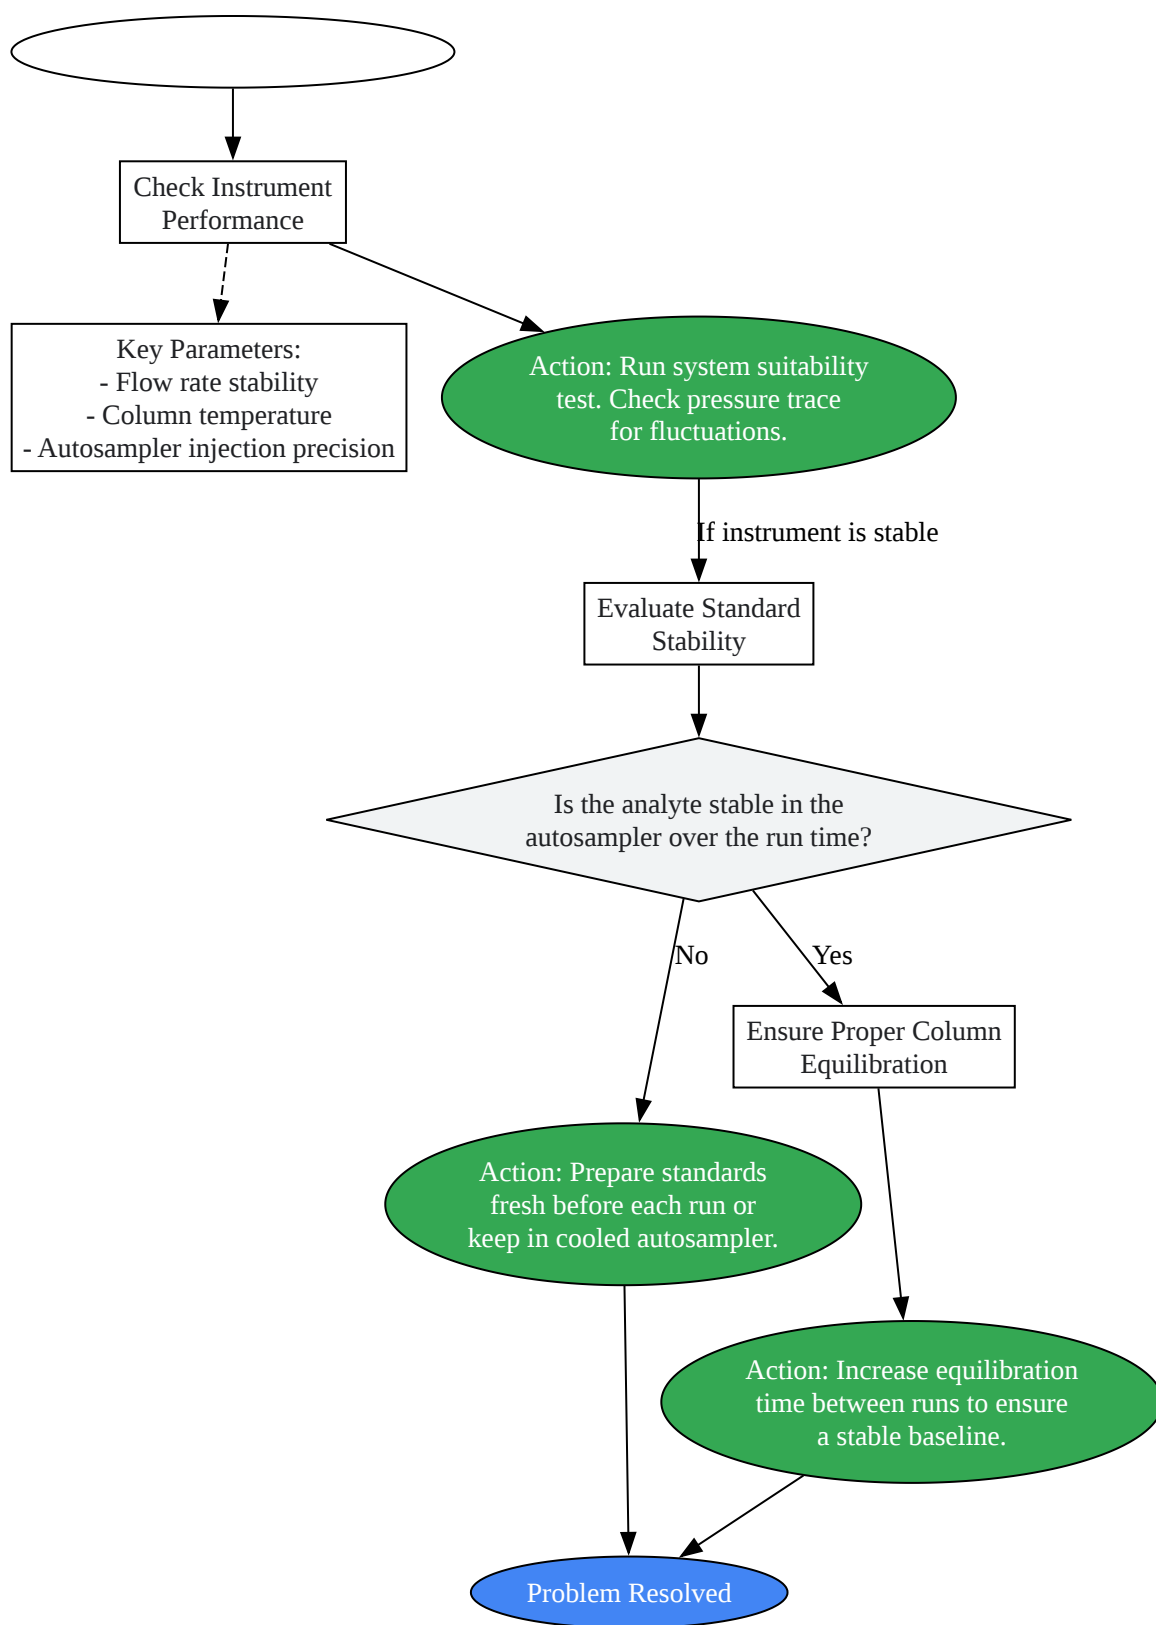 Check Instrument
Performance
Key Parameters:
- Flow rate stability
- Column temperature
- Autosampler injection precision
Action: Run system suitability
test. Check pressure trace
for fluctuations.
If instrument is stable
Evaluate Standard
Stability
Is the analyte stable in the
autosampler over the run time?
No
Yes
Ensure Proper Column
Equilibration
Action: Prepare standards
fresh before each run or
keep in cooled autosampler.
Action: Increase equilibration
time between runs to ensure
a stable baseline.
Problem Resolved